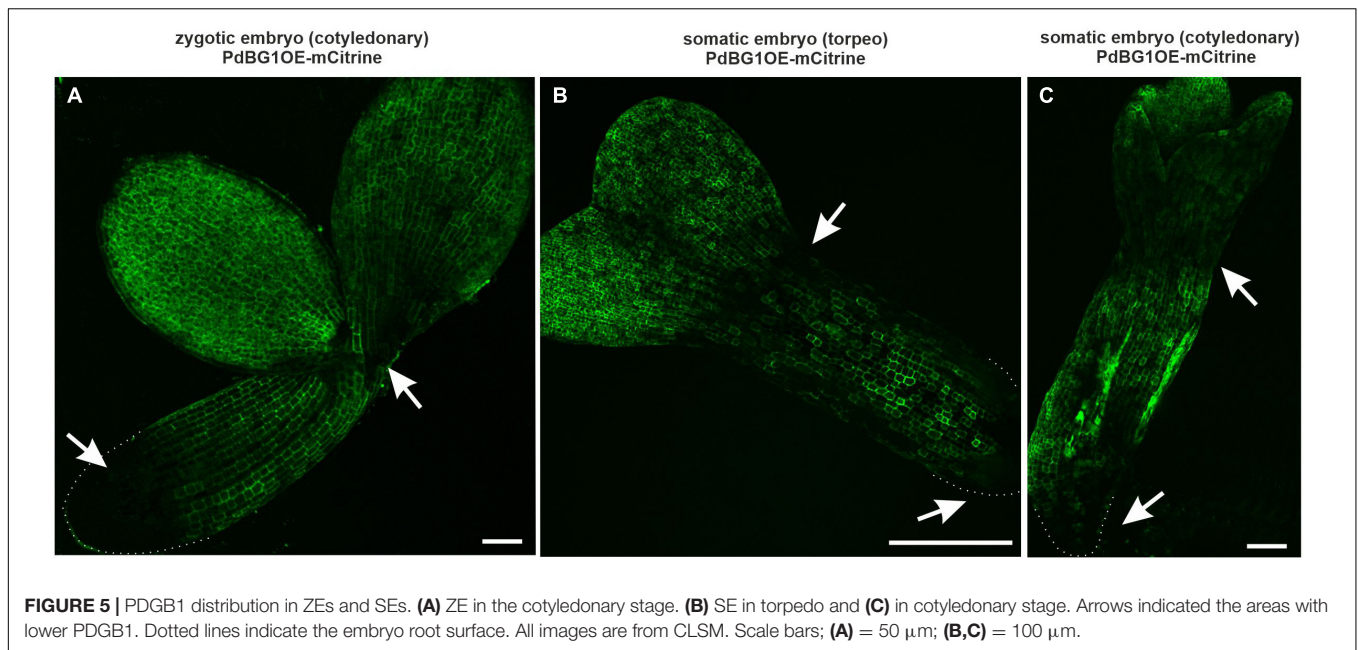 zygotic embryo (cotyledonary)
PdBG1OE-mCitrine
somatic embryo (torpeo)
PdBG1OE-mCitrine
somatic embryo (cotyledonary)
PdBG1OE-mCitrine
A
B
C
FIGURE 5 | PDGB1 distribution in ZEs and SEs. (A) ZE in the cotyledonary stage. (B) SE in torpedo and (C) in cotyledonary stage. Arrows indicated the areas with
lower PDGB1. Dotted lines indicate the embryo root surface. All images are from CLSM. Scale bars; (A) = 50 μm; (B,C) = 100 μm.